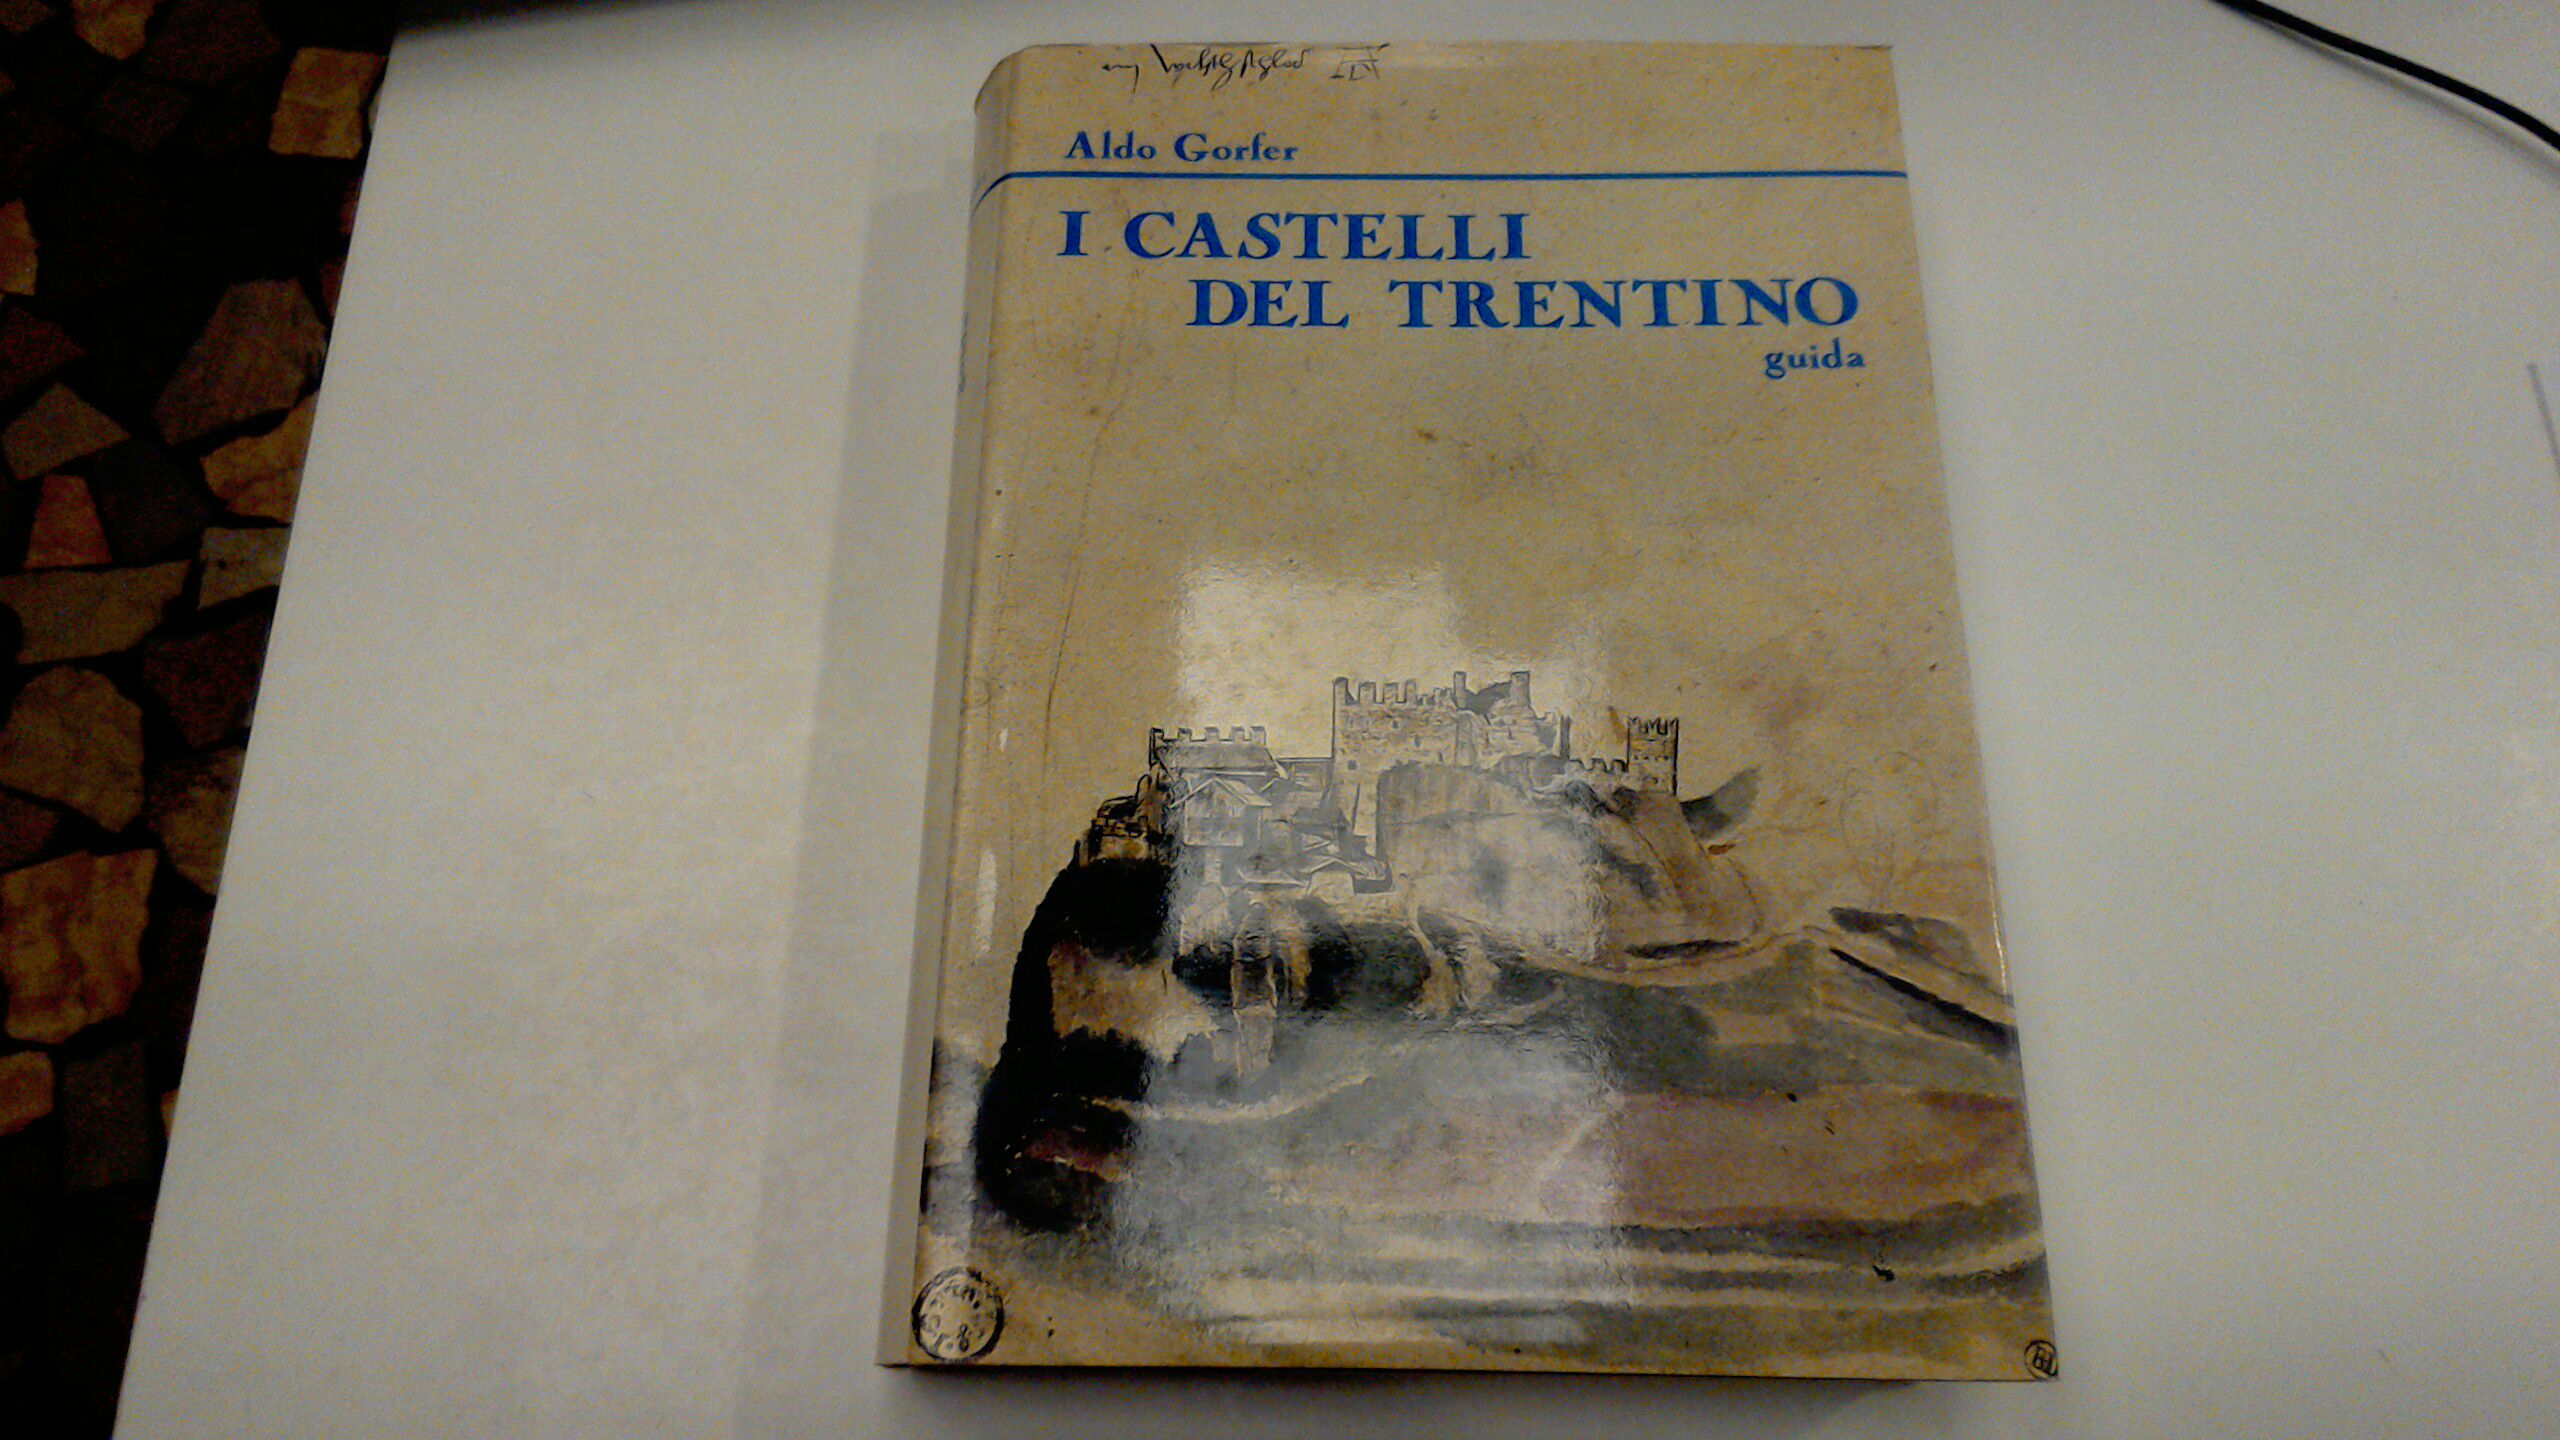 Aldo Gorfer
I CASTELLI
DEL TRENTINO
guida